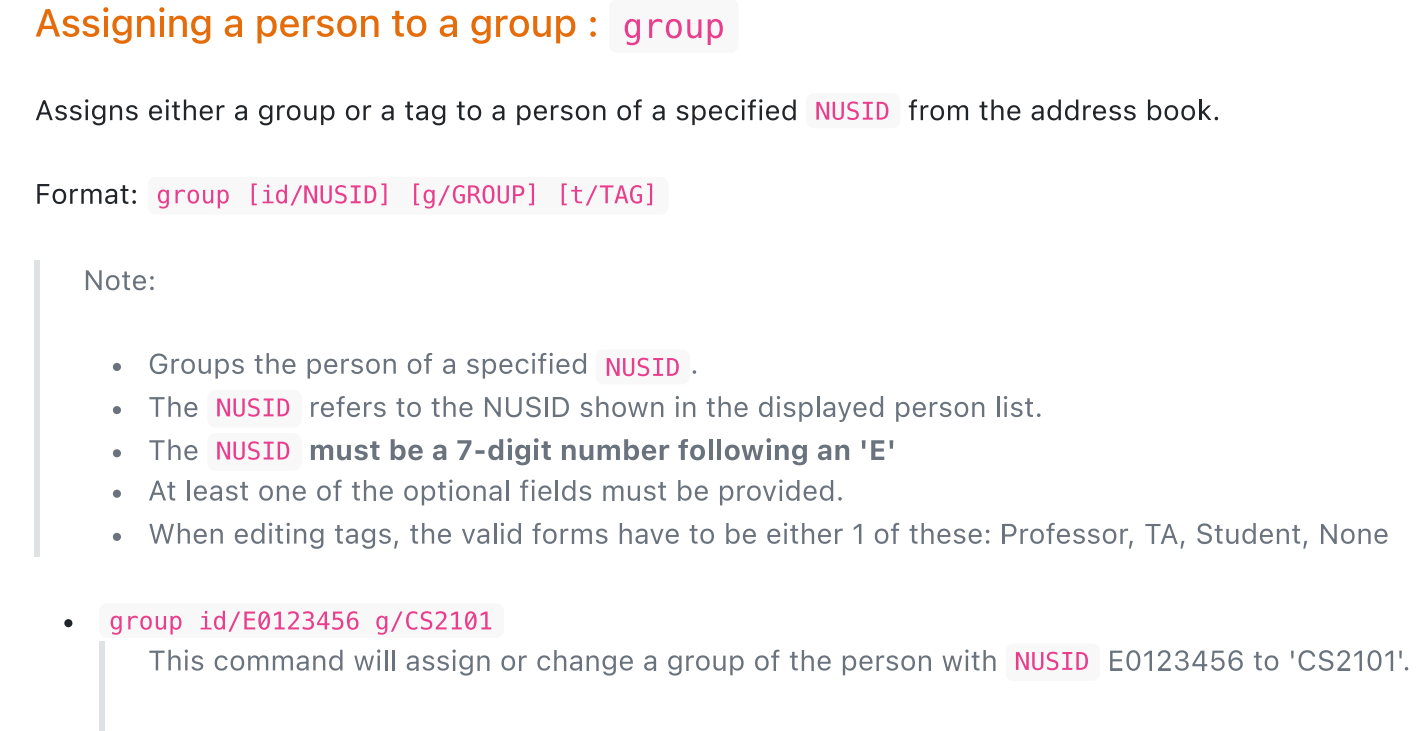 Assigning a person to a group : group
Assigns either a group or a tag to a person of a specified NUSID from the address book.
Format: group [id/NUSID] [g/GROUP] [t/TAG]
Note:
• Groups the person of a specified NUSID.
• The NUSID refers to the NUSID shown in the displayed person list.
• The NUSID must be a 7-digit number following an 'E'
• At least one of the optional fields must be provided.
• When editing tags, the valid forms have to be either 1 of these: Professor, TA, Student, None
• group id/E0123456 g/CS2101
This command will assign or change a group of the person with NUSID E0123456 to 'CS2101'.